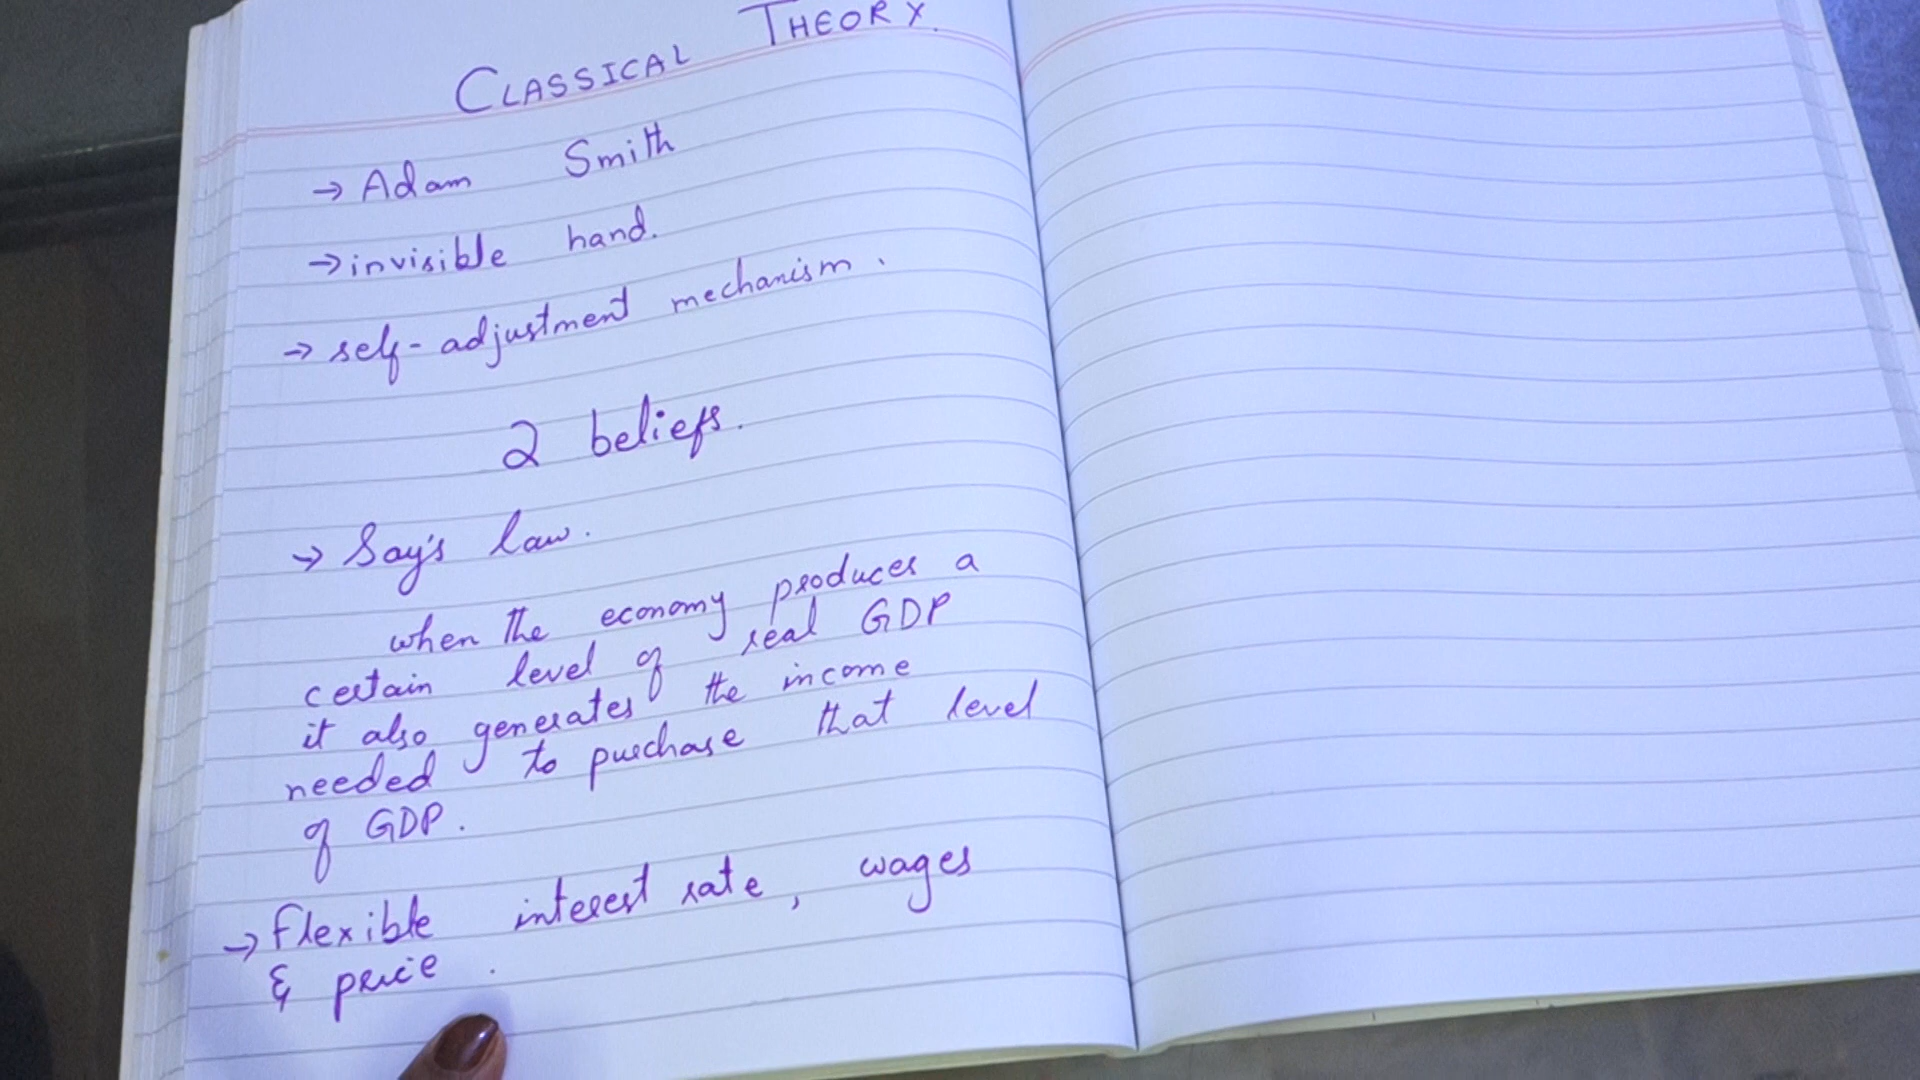 CLASSICAL THEORY.
→ Adam Smith
→ invisible hand.
→ self-adjustment mechanism.
2 beliefs.
→ Say's law.
when the economy produces a
certain level of real GDP
it also generates the income
needed to purchase that level
of GDP.
→ flexible interest rate, wages
& price.